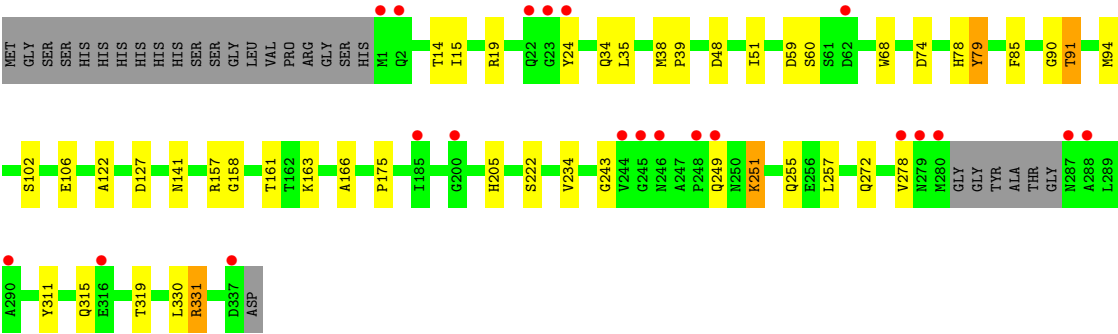 MET GLY SER SER HIS HIS HIS HIS HIS HIS SER SER GLY LEU VAL PRO ARG GLY SER HIS M1 Q2 T14 I15 R19 Q22 G23 Y24 Q34 L35 M38 P39 D48 I51 D59 S60 S61 D62 W68 D74 H78 Y79 F85 G90 T91 M94
S102 E106 A122 D127 N141 R157 G158 T161 T162 K163 A166 P175 I185 G200 H205 S222 V234 G243 V244 G245 N246 A247 P248 Q249 N250 K251 Q255 E256 L257 Q272 V278 N279 M280 GLY GLY TYR ALA THR GLY N287 A288 L289
A290 Y311 Q315 E316 T319 L330 R331 D337 ASP